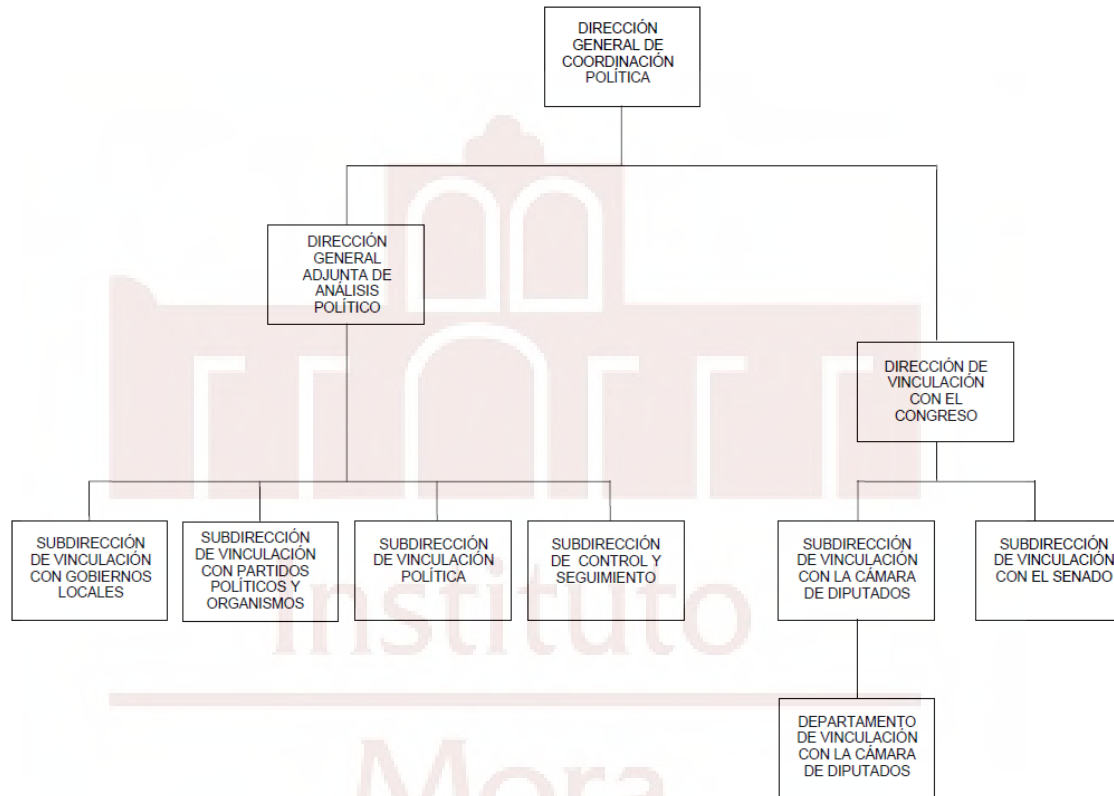 DIRECCIÓN
GENERAL DE
COORDINACIÓN
POLÍTICA
DIRECCIÓN
GENERAL
ADJUNTA DE
ANÁLISIS
POLÍTICO
DIRECCIÓN DE
VINCULACIÓN
CON EL
CONGRESO
SUBDIRECCIÓN
DE VINCULACIÓN
CON GOBIERNOS
LOCALES
SUBDIRECCIÓN
DE VINCULACIÓN
CON PARTIDOS
POLÍTICOS Y
ORGANISMOS
SUBDIRECCIÓN
DE VINCULACIÓN
POLÍTICA
SUBDIRECCIÓN
DE CONTROL Y
SEGUIMIENTO
SUBDIRECCIÓN
DE VINCULACIÓN
CON LA CÁMARA
DE DIPUTADOS
SUBDIRECCIÓN
DE VINCULACIÓN
CON EL SENADO
DEPARTAMENTO
DE VINCULACIÓN
CON LA CÁMARA
DE DIPUTADOS
Instituto
Mora